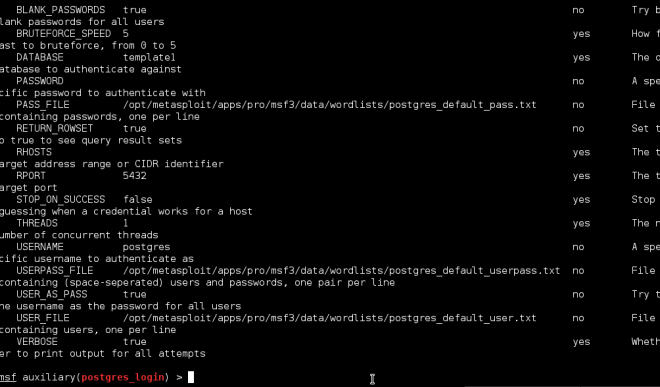 BLANK_PASSWORDS true no Try b
lank passwords for all users
BRUTEFORCE_SPEED 5 yes How f
ast to bruteforce, from 0 to 5
DATABASE template1 yes The d
atabase to authenticate against
PASSWORD no A spe
cific password to authenticate with
PASS_FILE /opt/metasploit/apps/pro/msf3/data/wordlists/postgres_default_pass.txt no File
containing passwords, one per line
RETURN_ROWSET true no Set t
o true to see query result sets
RHOSTS yes The t
arget address range or CIDR identifier
RPORT 5432 yes The t
arget port
STOP_ON_SUCCESS false yes Stop
guessing when a credential works for a host
THREADS 1 yes The n
umber of concurrent threads
USERNAME postgres no A spe
cific username to authenticate as
USERPASS_FILE /opt/metasploit/apps/pro/msf3/data/wordlists/postgres_default_userpass.txt no File
containing (space-seperated) users and passwords, one pair per line
USER_AS_PASS true no Try t
he username as the password for all users
USER_FILE /opt/metasploit/apps/pro/msf3/data/wordlists/postgres_default_user.txt no File
containing users, one per line
VERBOSE true yes Wheth
er to print output for all attempts
msf auxiliary(postgres_login) >